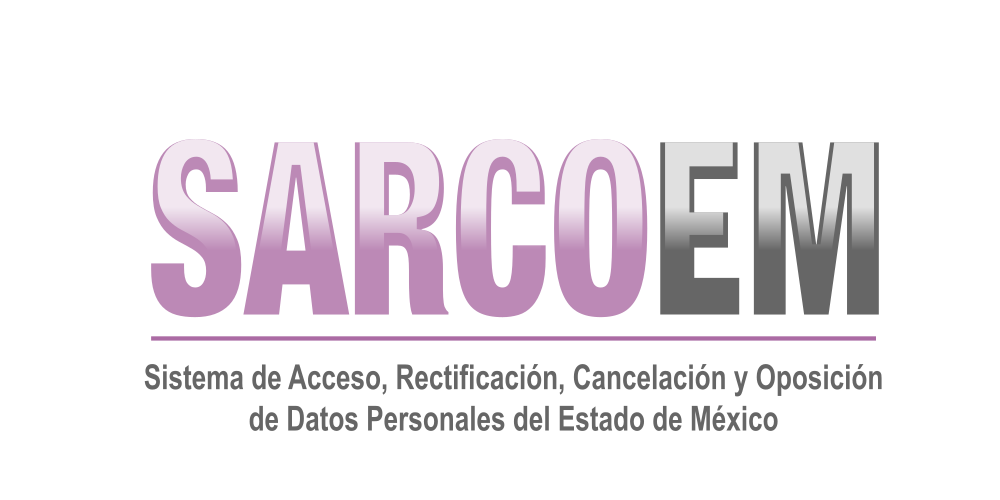 SARCOEM
Sistema de Acceso, Rectificación, Cancelación y Oposición
de Datos Personales del Estado de México